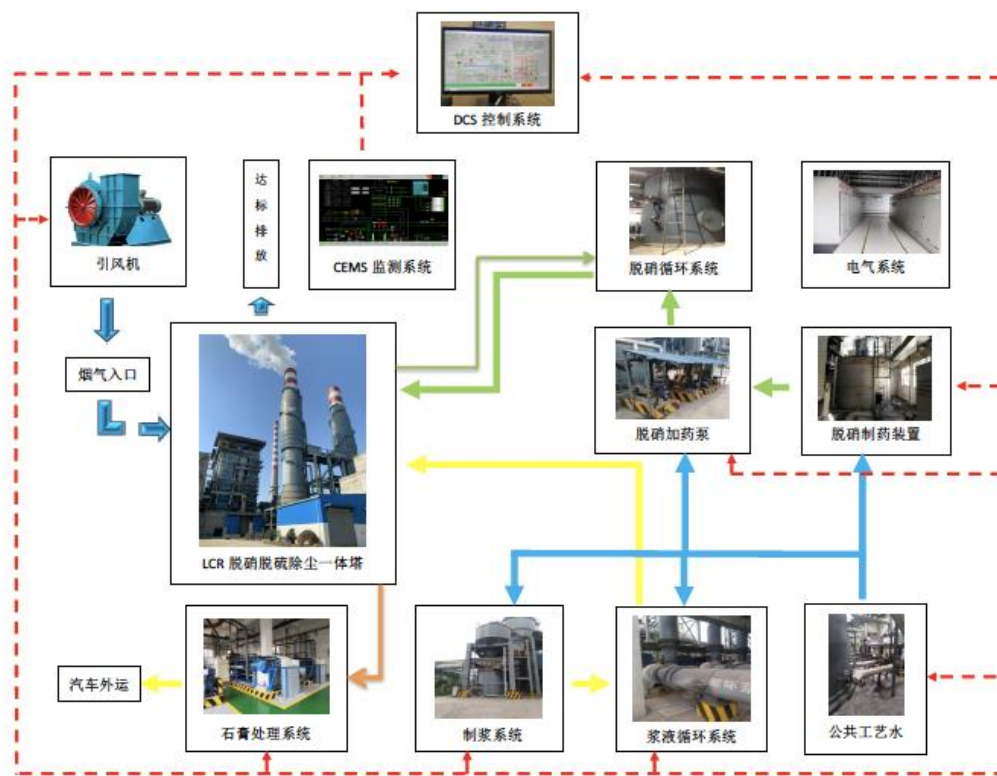 DCS 控制系统
引风机
达标排放
CEMS 监测系统
脱硝循环系统
电气系统
烟气入口
脱硝加药泵
脱硝制药装置
LCR 脱硝脱硫除尘一体塔
汽车外运
石膏处理系统
制浆系统
浆液循环系统
公共工艺水